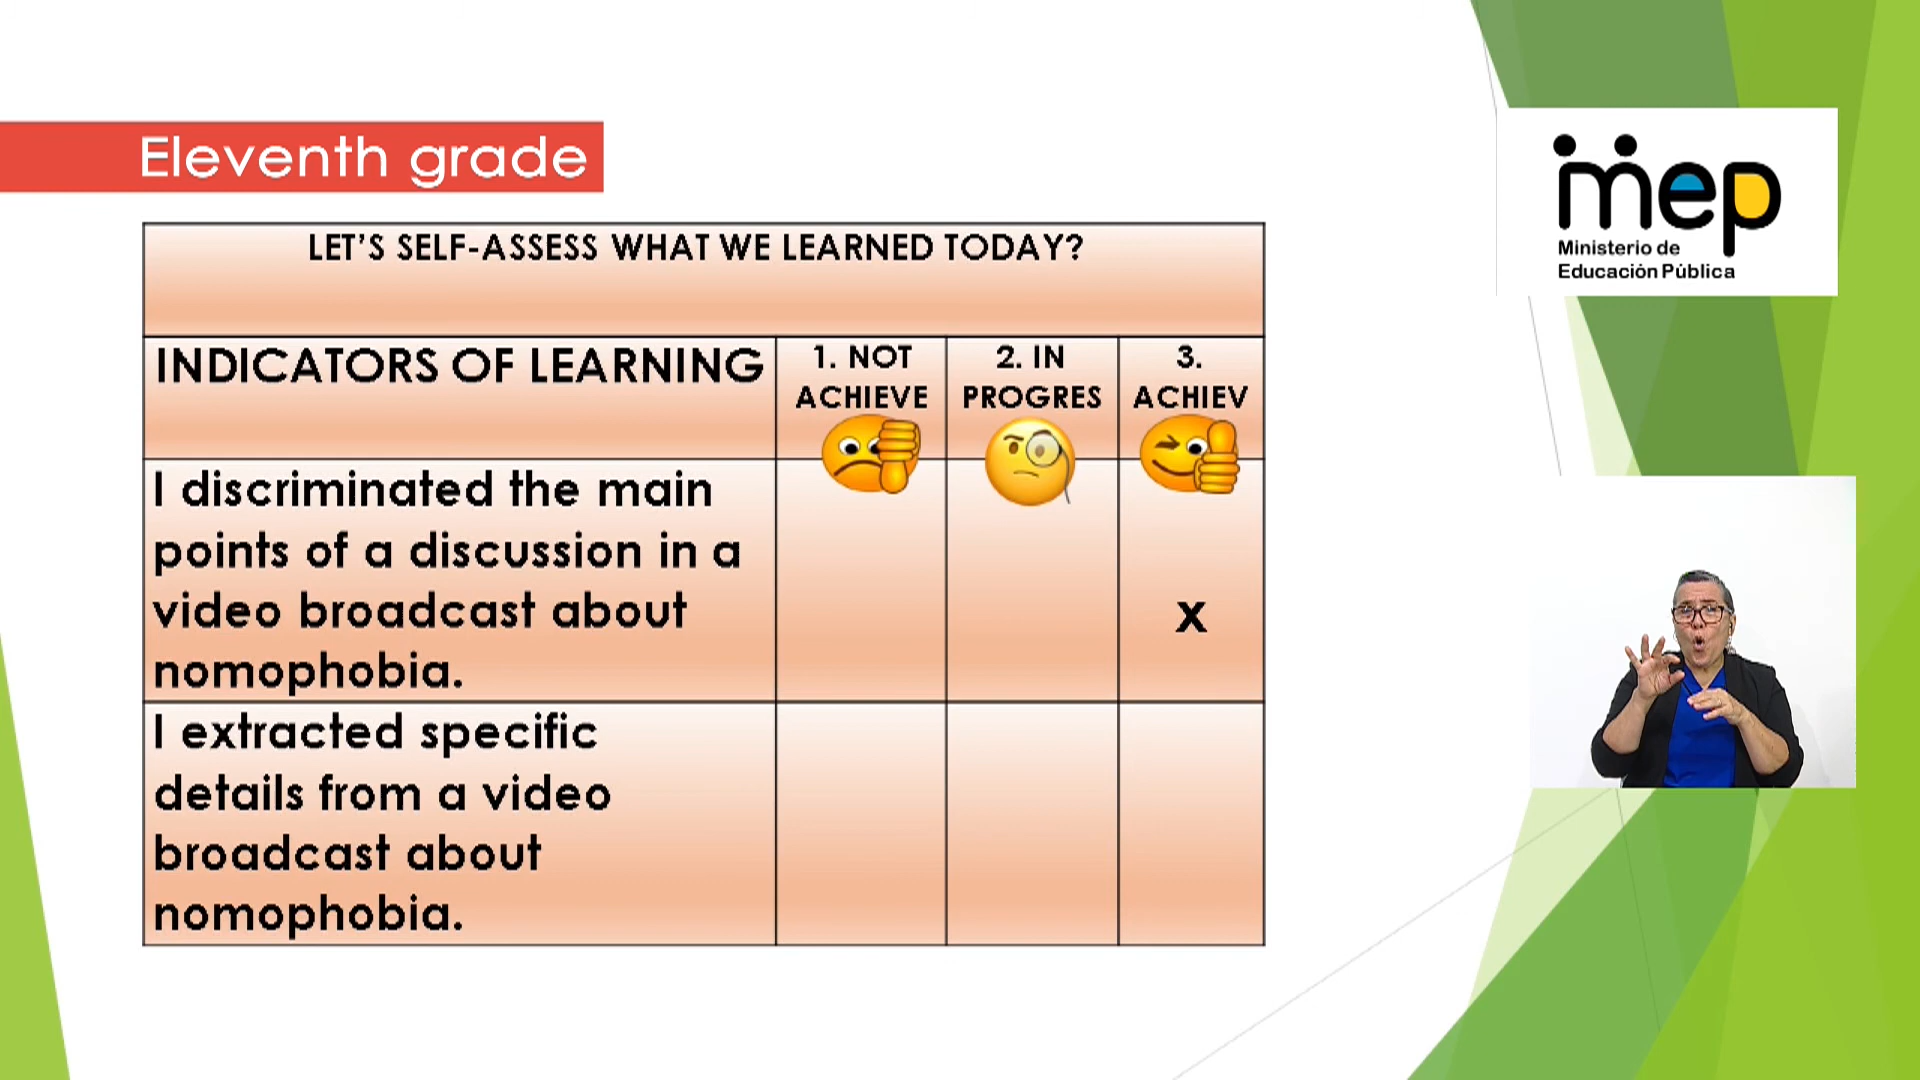 Eleventh grade
mep
Ministerio de
Educación Pública
LET'S SELF-ASSESS WHAT WE LEARNED TODAY?
INDICATORS OF LEARNING
1. NOT
ACHIEVE
2. IN
PROGRES
3.
ACHIEV
I discriminated the main
points of a discussion in a
video broadcast about
nomophobia.
x
I extracted specific
details from a video
broadcast about
nomophobia.